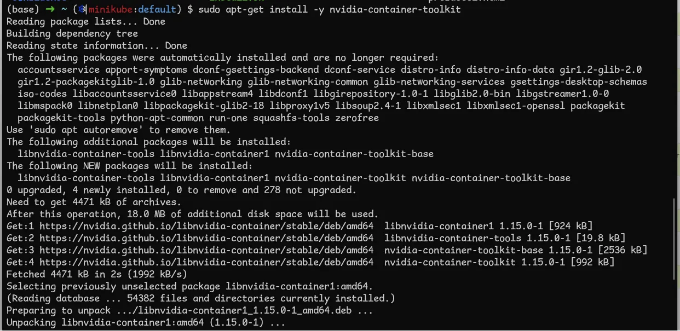 (base) → ~ (⎈|minikube:default) $ sudo apt-get install -y nvidia-container-toolkit
Reading package lists... Done
Building dependency tree
Reading state information... Done
The following packages were automatically installed and are no longer required:
  accountsservice apport-symptoms dconf-gsettings-backend dconf-service distro-info distro-info-data gir1.2-glib-2.0
  gir1.2-packagekitglib-1.0 glib-networking glib-networking-common glib-networking-services gsettings-desktop-schemas
  iso-codes libaccountsservice0 libappstream4 libdconf1 libgirepository-1.0-1 libglib2.0-bin libgstreamer1.0-0
  libmspack0 libnetplan0 libpackagekit-glib2-18 libproxy1v5 libsoup2.4-1 libxmlsec1 libxmlsec1-openssl packagekit
  packagekit-tools python-apt-common run-one squashfs-tools zerofree
Use 'sudo apt autoremove' to remove them.
The following additional packages will be installed:
  libnvidia-container-tools libnvidia-container1 nvidia-container-toolkit-base
The following NEW packages will be installed:
  libnvidia-container-tools libnvidia-container1 nvidia-container-toolkit nvidia-container-toolkit-base
0 upgraded, 4 newly installed, 0 to remove and 278 not upgraded.
Need to get 4471 kB of archives.
After this operation, 18.0 MB of additional disk space will be used.
Get:1 https://nvidia.github.io/libnvidia-container/stable/deb/amd64  libnvidia-container1 1.15.0-1 [924 kB]
Get:2 https://nvidia.github.io/libnvidia-container/stable/deb/amd64  libnvidia-container-tools 1.15.0-1 [19.8 kB]
Get:3 https://nvidia.github.io/libnvidia-container/stable/deb/amd64  nvidia-container-toolkit-base 1.15.0-1 [2536 kB]
Get:4 https://nvidia.github.io/libnvidia-container/stable/deb/amd64  nvidia-container-toolkit 1.15.0-1 [992 kB]
Fetched 4471 kB in 2s (1992 kB/s)
Selecting previously unselected package libnvidia-container1:amd64.
(Reading database ... 54382 files and directories currently installed.)
Preparing to unpack .../libnvidia-container1_1.15.0-1_amd64.deb ...
Unpacking libnvidia-container1:amd64 (1.15.0-1) ...